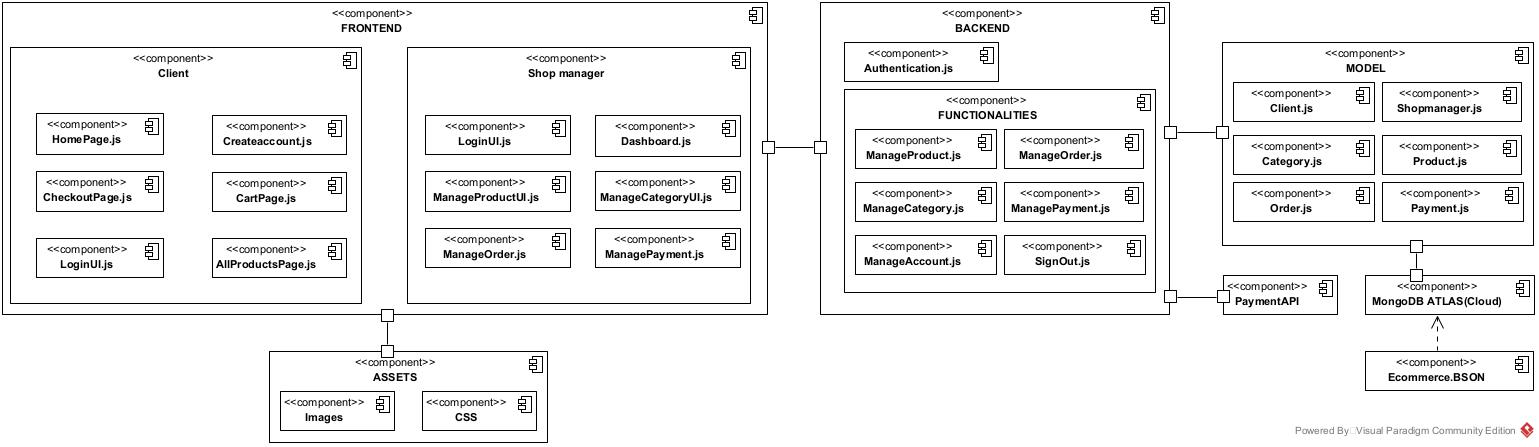 <<component>>
FRONTEND
<<component>>
Client
<<component>>
HomePage.js
<<component>>
Createaccount.js
<<component>>
CheckoutPage.js
<<component>>
CartPage.js
<<component>>
LoginUI.js
<<component>>
AllProductsPage.js
<<component>>
Shop manager
<<component>>
LoginUI.js
<<component>>
Dashboard.js
<<component>>
ManageProductUI.js
<<component>>
ManageCategoryUI.js
<<component>>
ManageOrder.js
<<component>>
ManagePayment.js
<<component>>
ASSETS
<<component>>
Images
<<component>>
CSS
<<component>>
BACKEND
<<component>>
Authentication.js
<<component>>
FUNCTIONALITIES
<<component>>
ManageProduct.js
<<component>>
ManageOrder.js
<<component>>
ManageCategory.js
<<component>>
ManagePayment.js
<<component>>
ManageAccount.js
<<component>>
SignOut.js
<<component>>
MODEL
<<component>>
Client.js
<<component>>
Shopmanager.js
<<component>>
Category.js
<<component>>
Product.js
<<component>>
Order.js
<<component>>
Payment.js
<<component>>
PaymentAPI
<<component>>
MongoDB ATLAS(Cloud)
<<component>>
Ecommerce.BSON
Powered By Visual Paradigm Community Edition